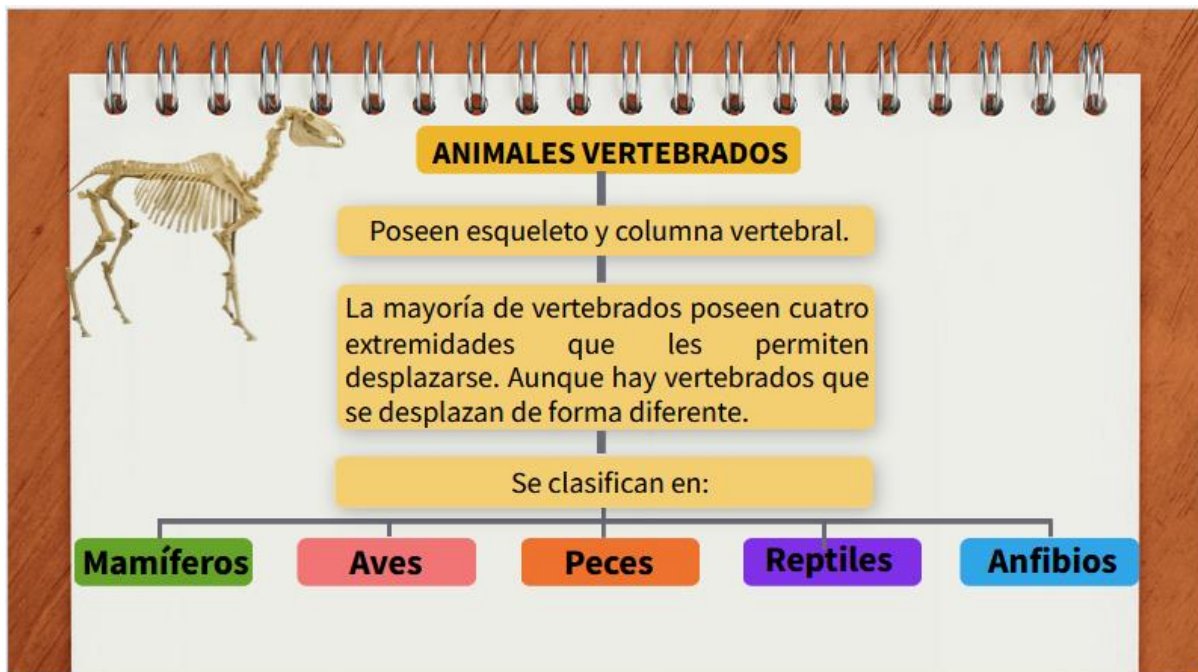 ANIMALES VERTEBRADOS
Poseen esqueleto y columna vertebral.
La mayoría de vertebrados poseen cuatro
extremidades que les permiten
desplazarse. Aunque hay vertebrados que
se desplazan de forma diferente.
Se clasifican en:
Mamíferos
Aves
Peces
Reptiles
Anfibios